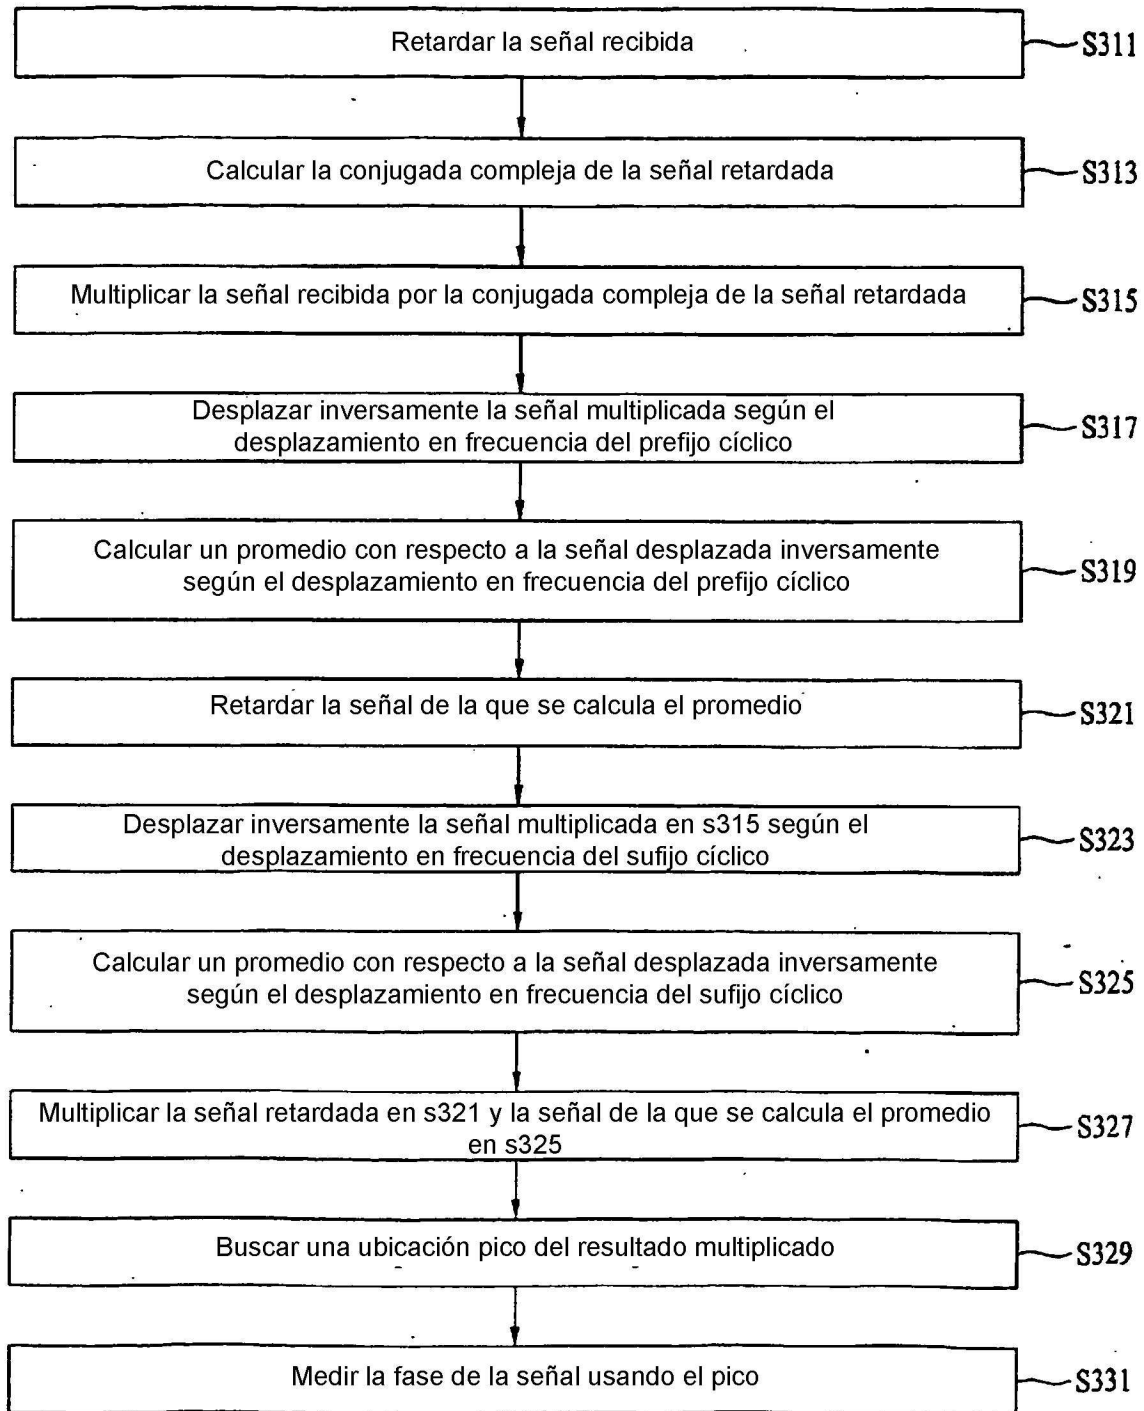 Retardar la señal recibida
S311
Calcular la conjugada compleja de la señal retardada
S313
Multiplicar la señal recibida por la conjugada compleja de la señal retardada
S315
Desplazar inversamente la señal multiplicada según el
desplazamiento en frecuencia del prefijo cíclico
S317
Calcular un promedio con respecto a la señal desplazada inversamente
según el desplazamiento en frecuencia del prefijo cíclico
S319
Retardar la señal de la que se calcula el promedio
S321
Desplazar inversamente la señal multiplicada en s315 según el
desplazamiento en frecuencia del sufijo cíclico
S323
Calcular un promedio con respecto a la señal desplazada inversamente
según el desplazamiento en frecuencia del sufijo cíclico
S325
Multiplicar la señal retardada en s321 y la señal de la que se calcula el promedio
en s325
S327
Buscar una ubicación pico del resultado multiplicado
S329
Medir la fase de la señal usando el pico
S331